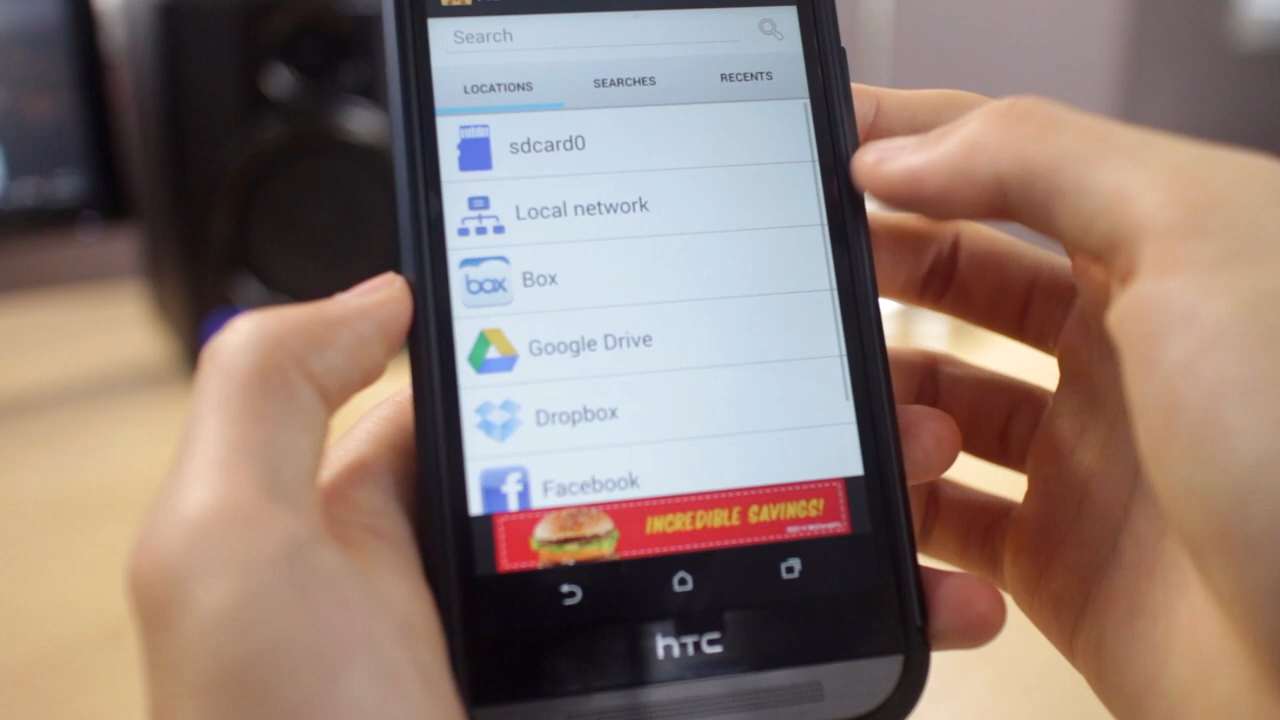 Search
LOCATIONS SEARCHES RECENTS
sdcard0
Local network
box Box
Google Drive
Dropbox
f Facebook
INCREDIBLE SAVINGS!
hTC